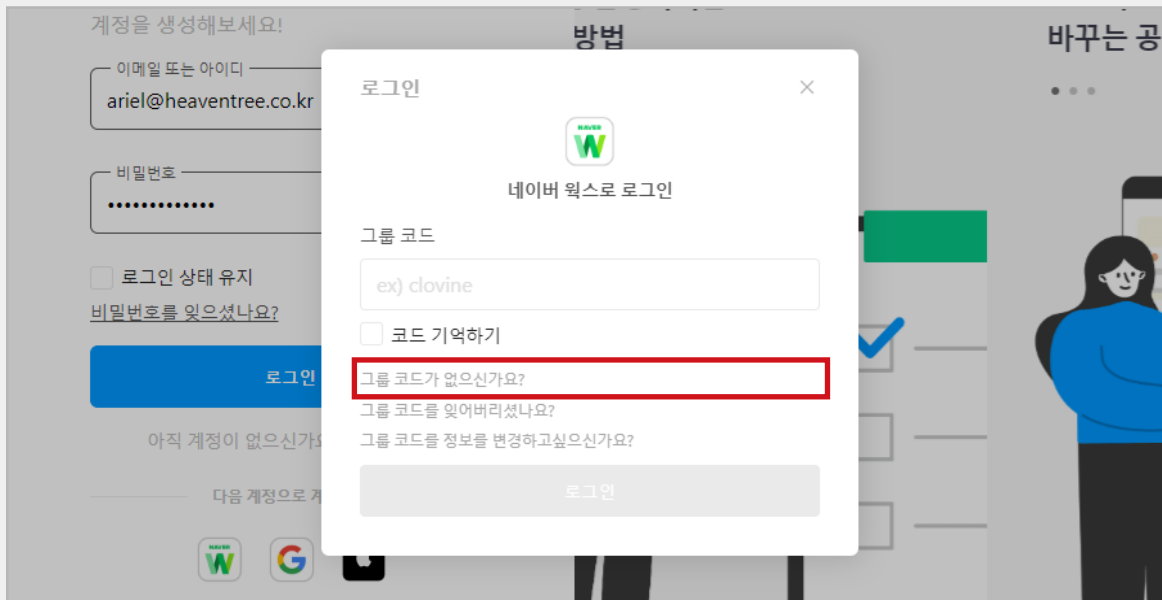 계정을 생성해보세요!
이메일 또는 아이디
ariel@heaventree.co.kr
비밀번호
•••••••••••••
로그인 상태 유지
비밀번호를 잊으셨나요?
로그인
아직 계정이 없으신가요
다음 계정으로
NAVER
W
G
방법
바꾸는 공
로그인
×
NAVER
W
네이버 웍스로 로그인
그룹 코드
ex) clovine
코드 기억하기
그룹 코드가 없으신가요?
그룹 코드를 잊어버리셨나요?
그룹 코드를 정보를 변경하고싶으신가요?
로그인